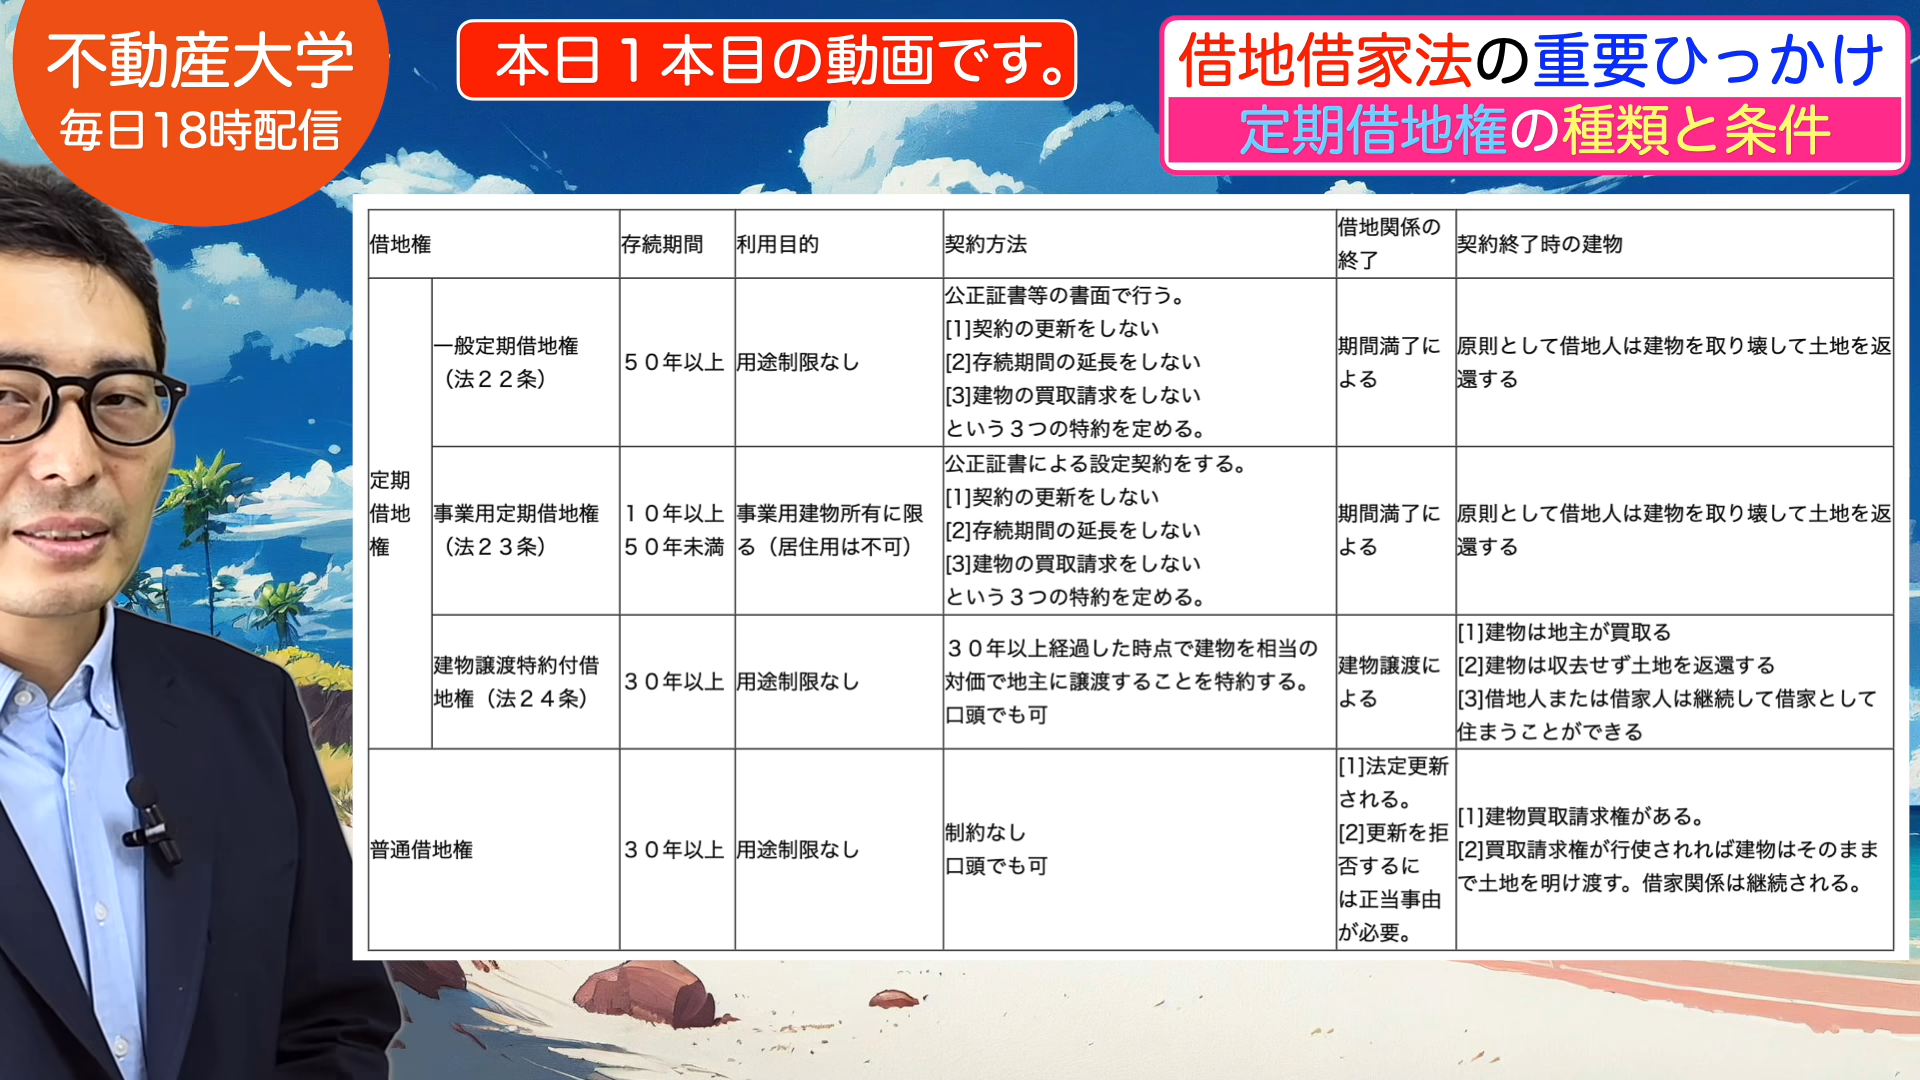 不動産大学
毎日18時配信
本日１本目の動画です。
借地借家法の重要ひっかけ
定期借地権の種類と条件
借地権
存続期間
利用目的
契約方法
借地関係の
終了
契約終了時の建物
定期
借地
権
一般定期借地権
（法２２条）
５０年以上
用途制限なし
公正証書等の書面で行う。
[1]契約の更新をしない
[2]存続期間の延長をしない
[3]建物の買取請求をしない
という３つの特約を定める。
期間満了に
よる
原則として借地人は建物を取り壊して土地を返
還する
事業用定期借地権
（法２３条）
１０年以上
５０年未満
事業用建物所有に限
る（居住用は不可）
公正証書による設定契約をする。
[1]契約の更新をしない
[2]存続期間の延長をしない
[3]建物の買取請求をしない
という３つの特約を定める。
期間満了に
よる
原則として借地人は建物を取り壊して土地を返
還する
建物譲渡特約付借
地権（法２４条）
３０年以上
用途制限なし
３０年以上経過した時点で建物を相当の
対価で地主に譲渡することを特約する。
口頭でも可
建物譲渡に
よる
[1]建物は地主が買取る
[2]建物は収去せず土地を返還する
[3]借地人または借家人は継続して借家として
住まうことができる
普通借地権
３０年以上
用途制限なし
制約なし
口頭でも可
[1]法定更新
される。
[2]更新を拒
否するに
は正当事由
が必要。
[1]建物買取請求権がある。
[2]買取請求権が行使されれば建物はそのまま
で土地を明け渡す。借家関係は継続される。